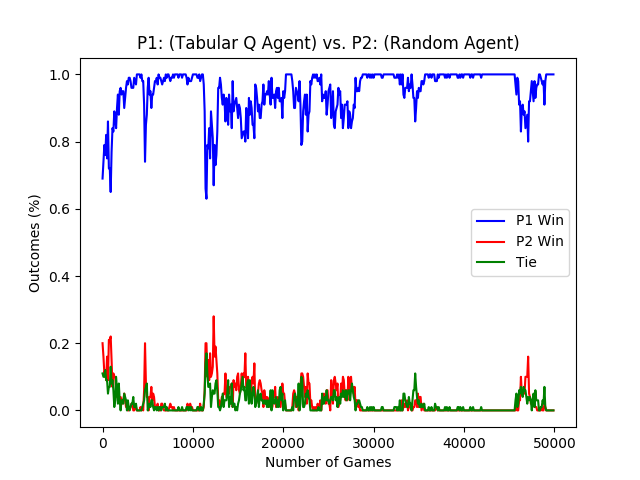 P1: (Tabular Q Agent) vs. P2: (Random Agent)
1.0
0.8
0.6
0.4
0.2
0.0
Outcomes (%)
P1 Win
P2 Win
Tie
0 10000 20000 30000 40000 50000
Number of Games